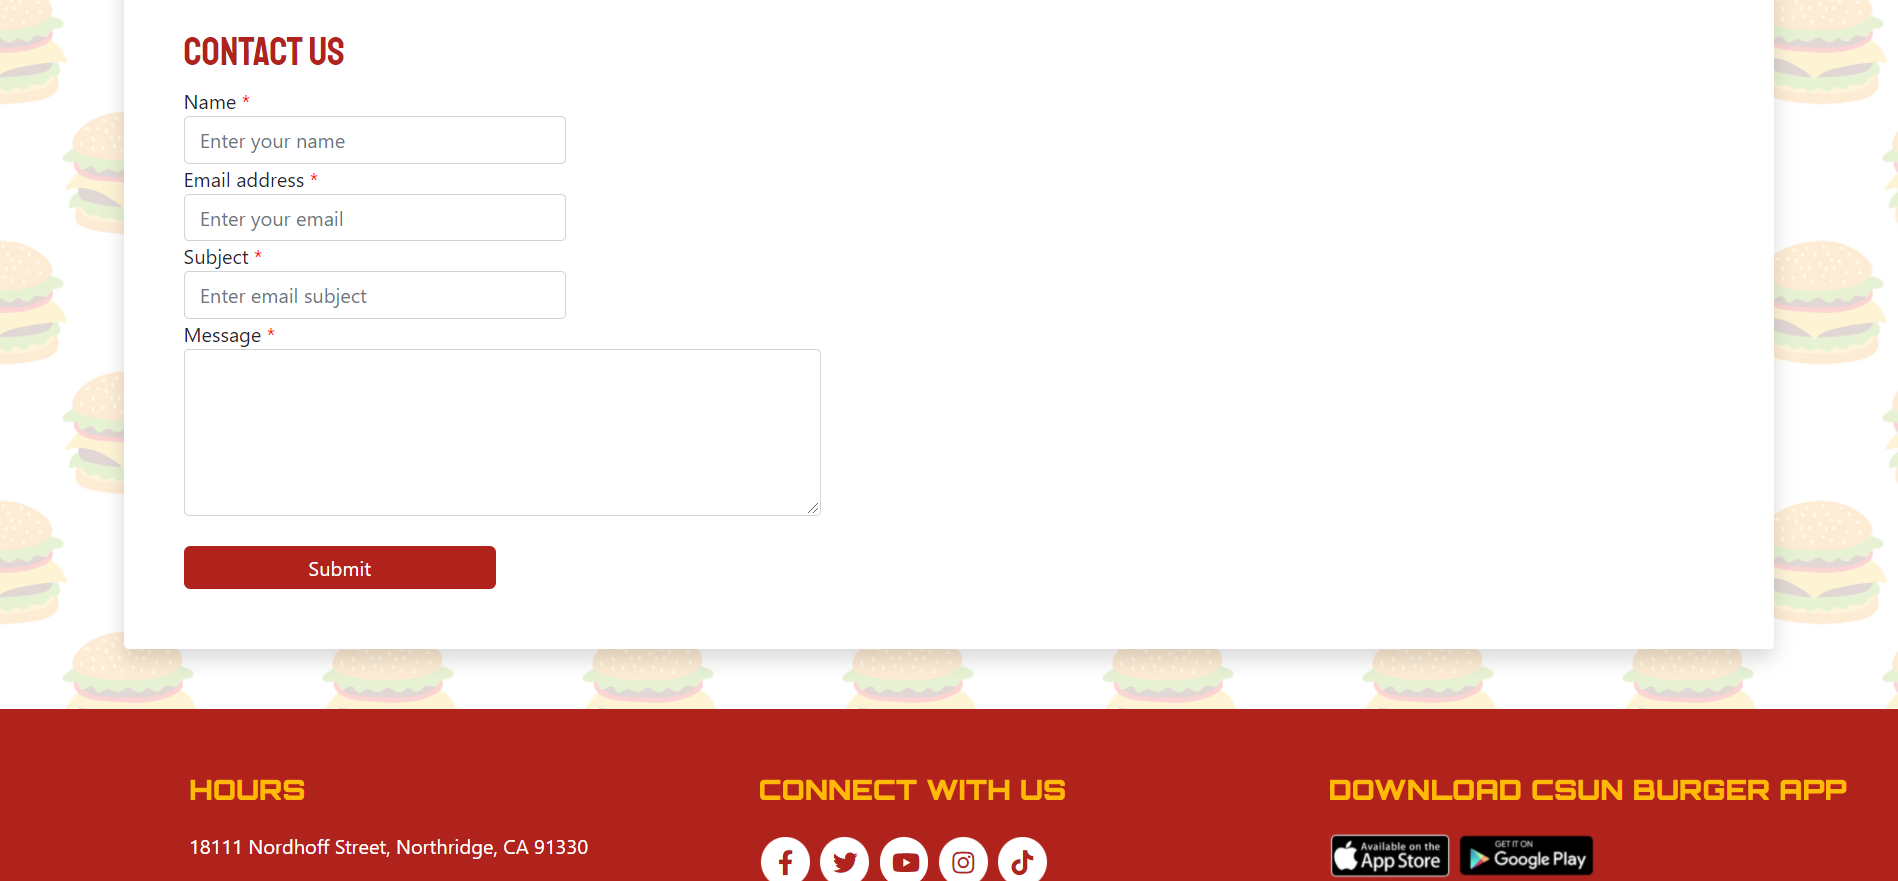 CONTACT US
Name *
Enter your name
Email address *
Enter your email
Subject *
Enter email subject
Message *
Submit
HOURS
18111 Nordhoff Street, Northridge, CA 91330
CONNECT WITH US
DOWNLOAD CSUN BURGER APP
Available on the
App Store
GET IT ON
Google Play